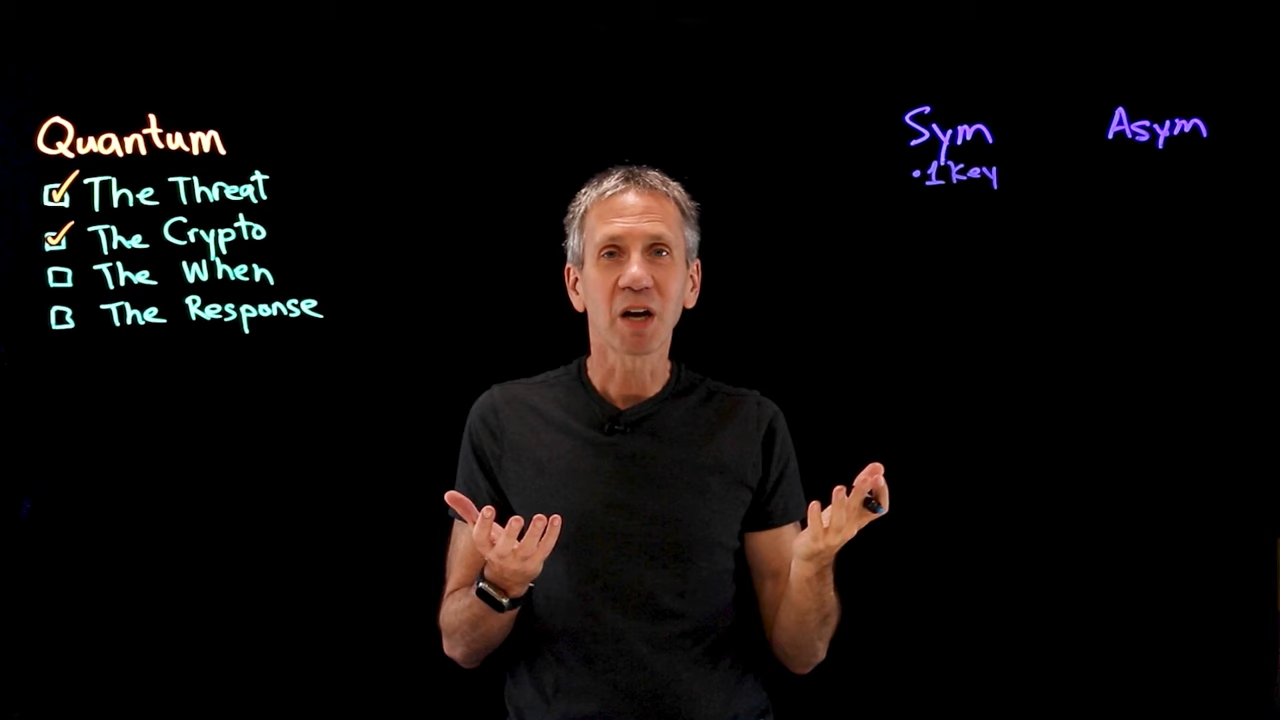 Quantum
The Threat
The Crypto
The When
The Response
Sym
• 1 Key
Asym